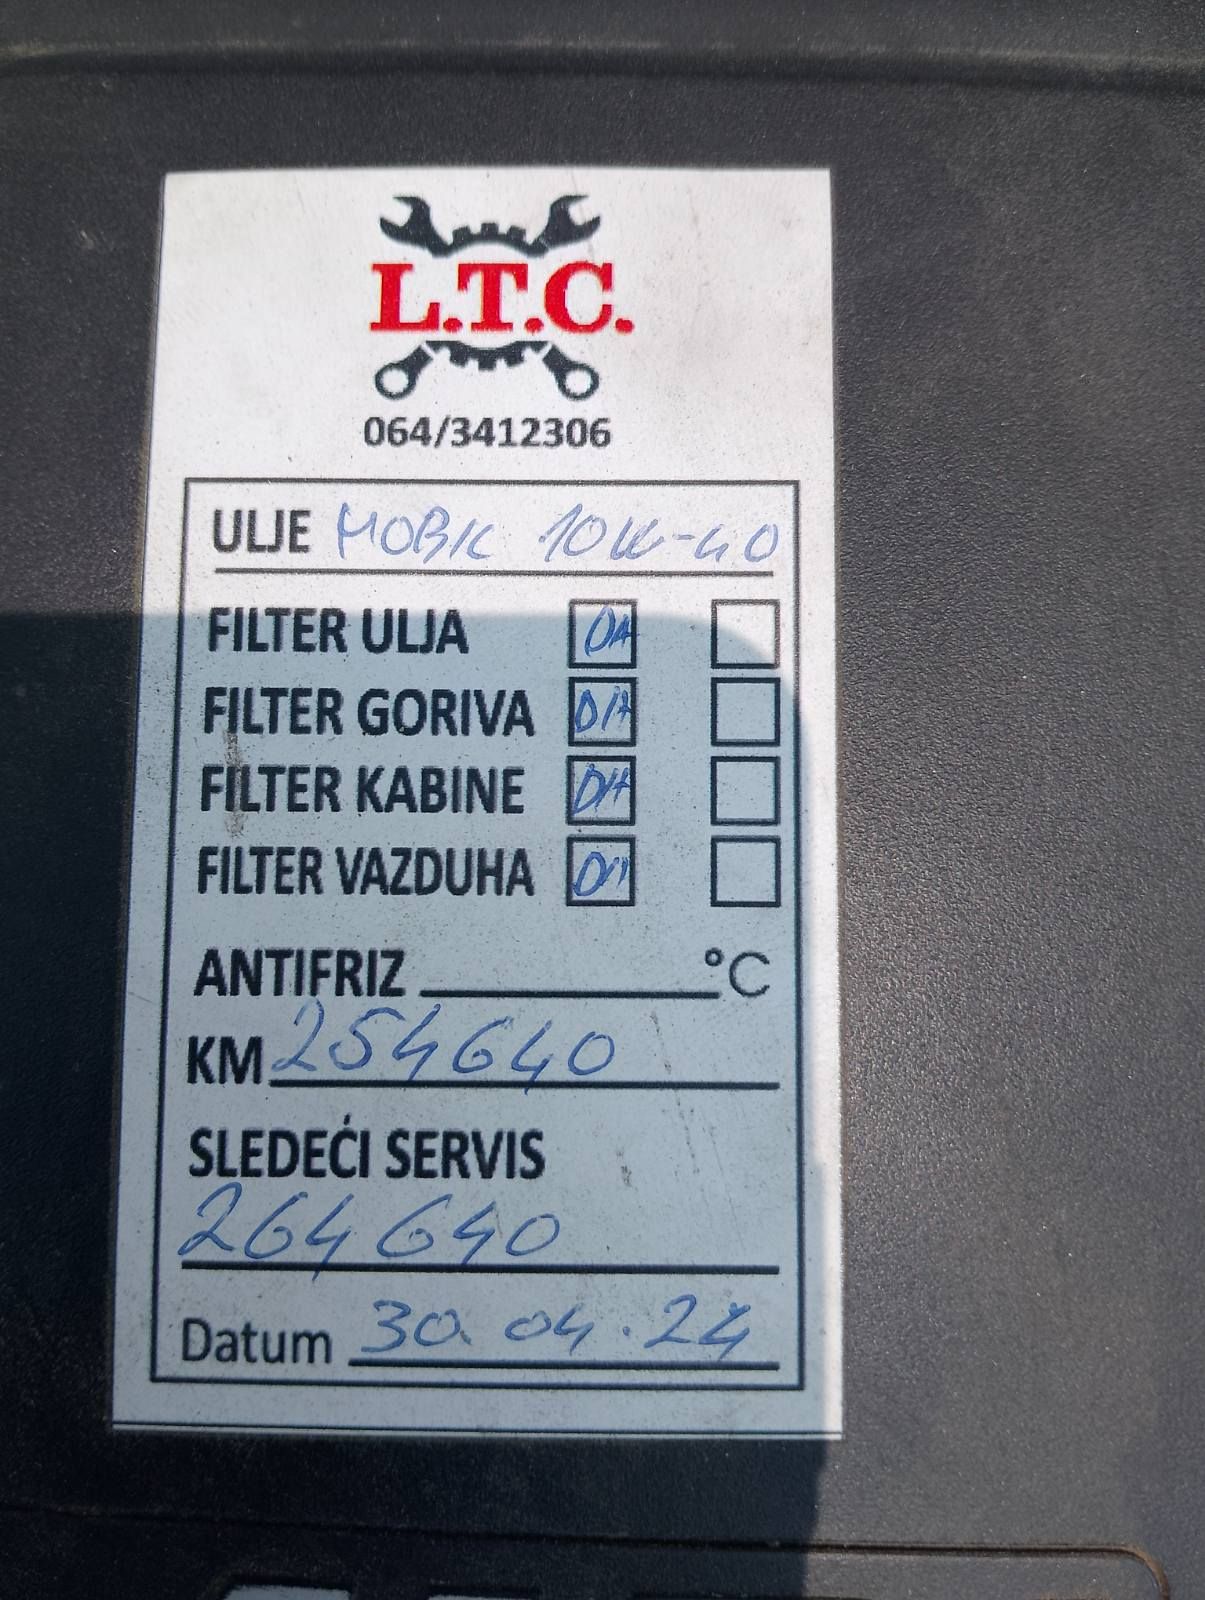 L.T.C.
064/3412306
ULJE MOBIL 10W-40
FILTER ULJA DA
FILTER GORIVA DA
FILTER KABINE DA
FILTER VAZDUHA DA
ANTIFRIZ °C
KM 254640
SLEDEĆI SERVIS
264640
Datum 30.04.24